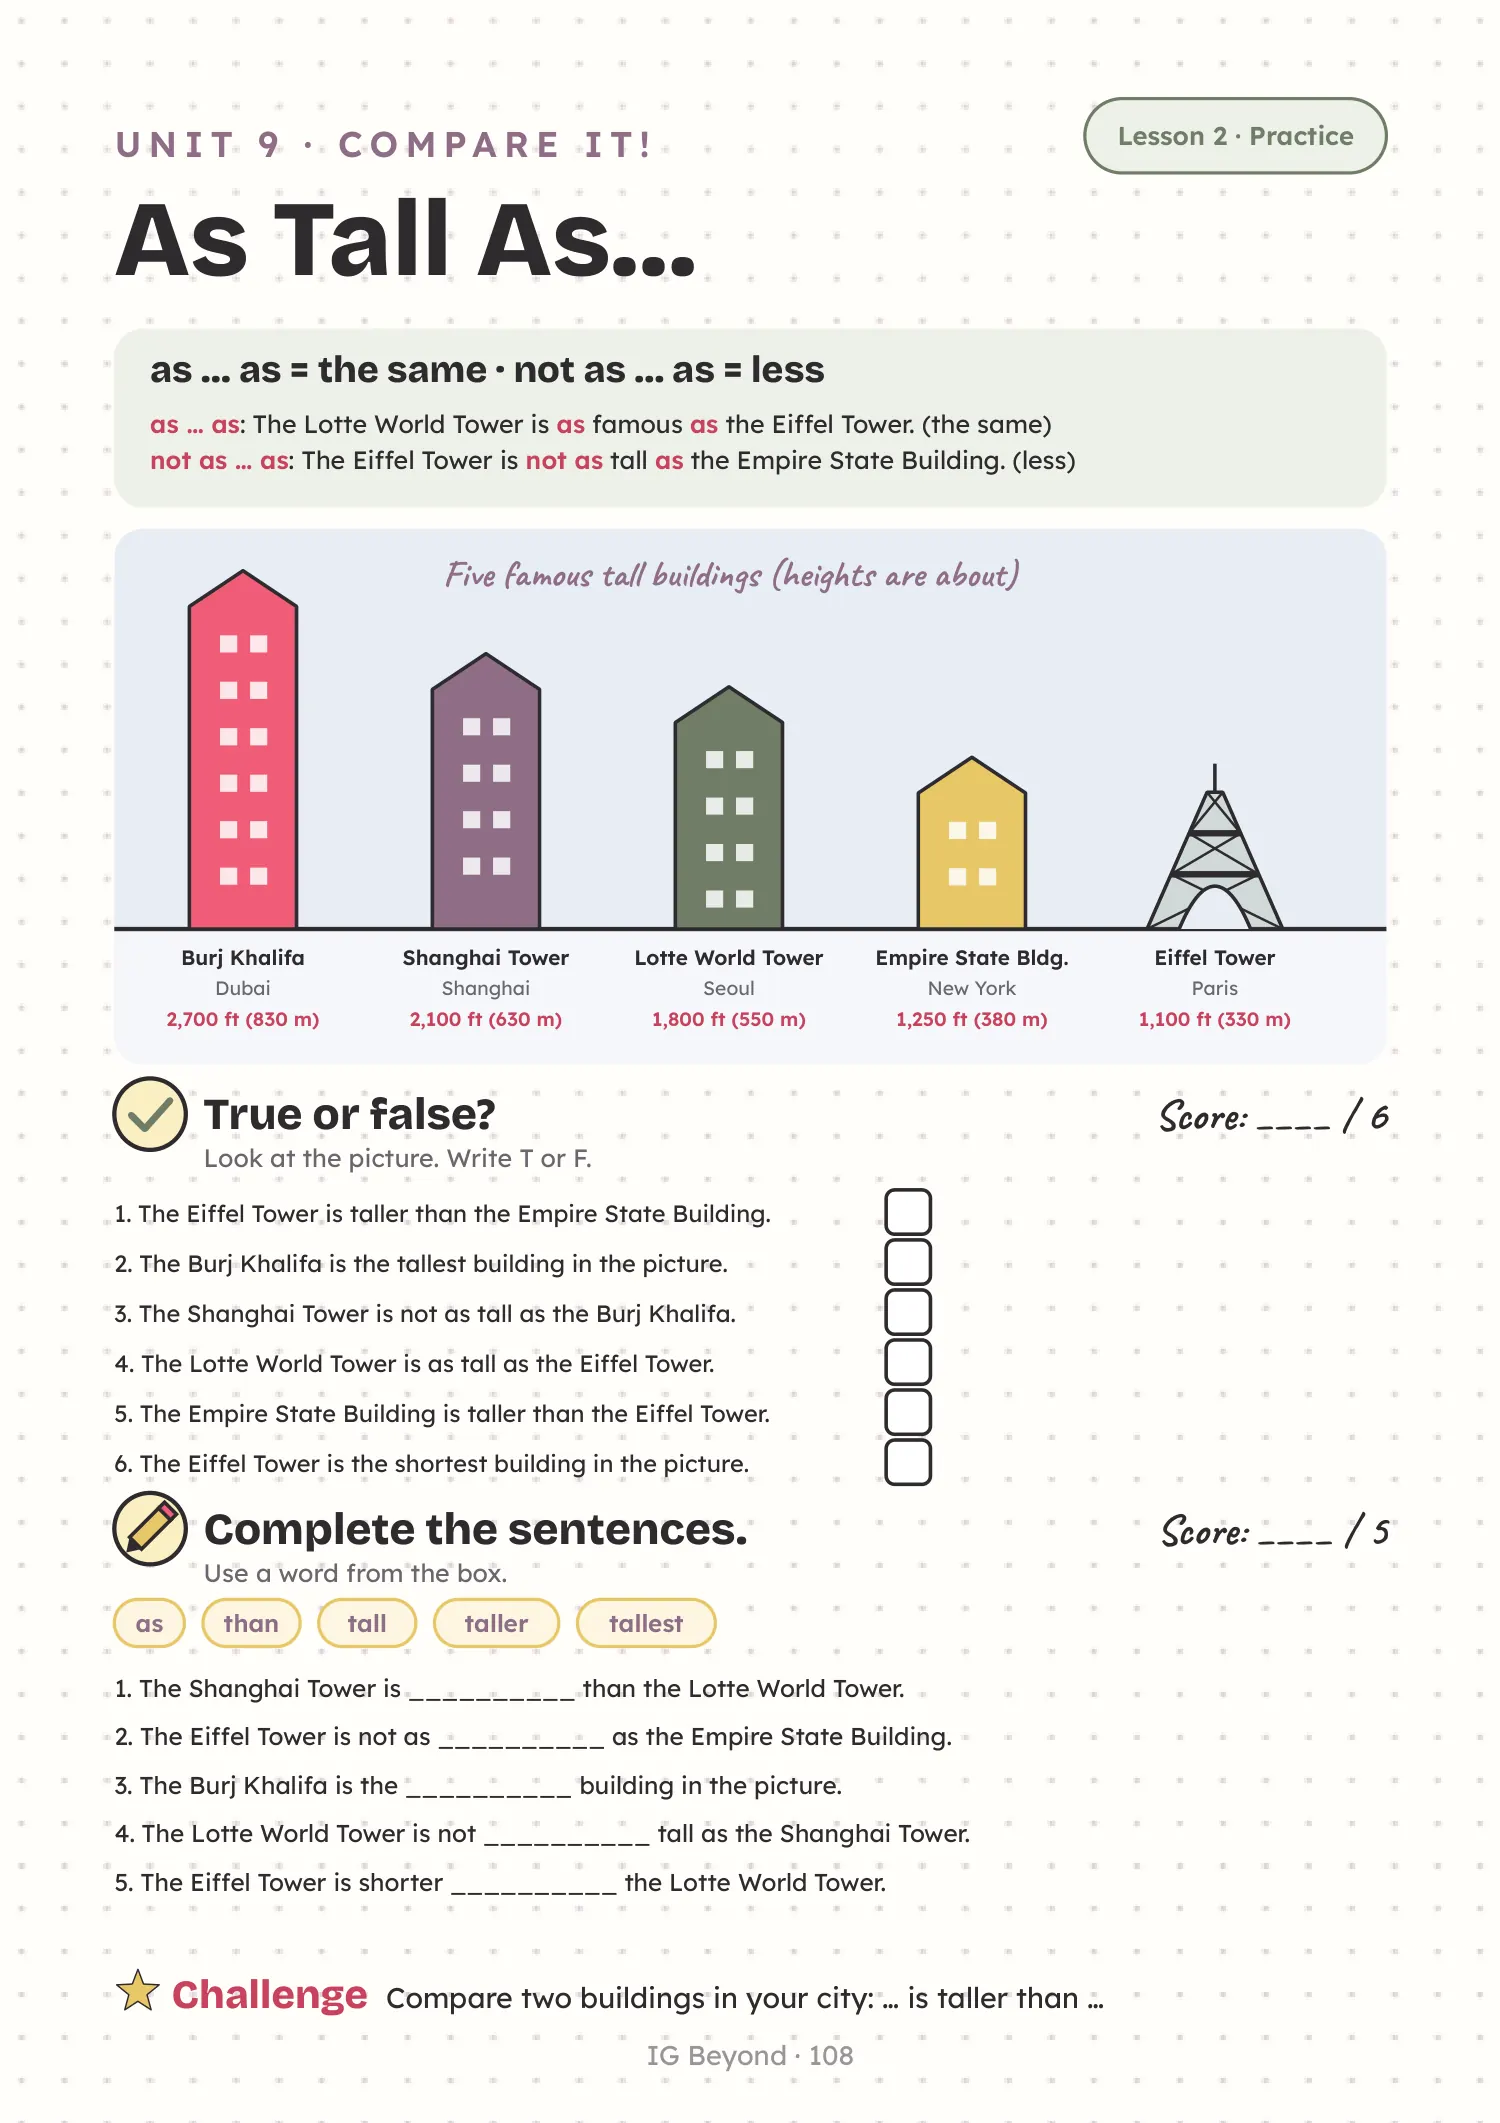 UNIT 9 · COMPARE IT!
Lesson 2 · Practice
As Tall As...
as ... as = the same · not as ... as = less
as ... as: The Lotte World Tower is as famous as the Eiffel Tower. (the same)
not as ... as: The Eiffel Tower is not as tall as the Empire State Building. (less)
Five famous tall buildings (heights are about)
Burj Khalifa
Dubai
2,700 ft (830 m)
Shanghai Tower
Shanghai
2,100 ft (630 m)
Lotte World Tower
Seoul
1,800 ft (550 m)
Empire State Bldg.
New York
1,250 ft (380 m)
Eiffel Tower
Paris
1,100 ft (330 m)
True or false?
Score: ____ / 6
Look at the picture. Write T or F.
1. The Eiffel Tower is taller than the Empire State Building.
2. The Burj Khalifa is the tallest building in the picture.
3. The Shanghai Tower is not as tall as the Burj Khalifa.
4. The Lotte World Tower is as tall as the Eiffel Tower.
5. The Empire State Building is taller than the Eiffel Tower.
6. The Eiffel Tower is the shortest building in the picture.
Complete the sentences.
Score: ____ / 5
Use a word from the box.
as than tall taller tallest
1. The Shanghai Tower is __________ than the Lotte World Tower.
2. The Eiffel Tower is not as __________ as the Empire State Building.
3. The Burj Khalifa is the __________ building in the picture.
4. The Lotte World Tower is not __________ tall as the Shanghai Tower.
5. The Eiffel Tower is shorter __________ the Lotte World Tower.
Challenge Compare two buildings in your city: ... is taller than ...
IG Beyond · 108